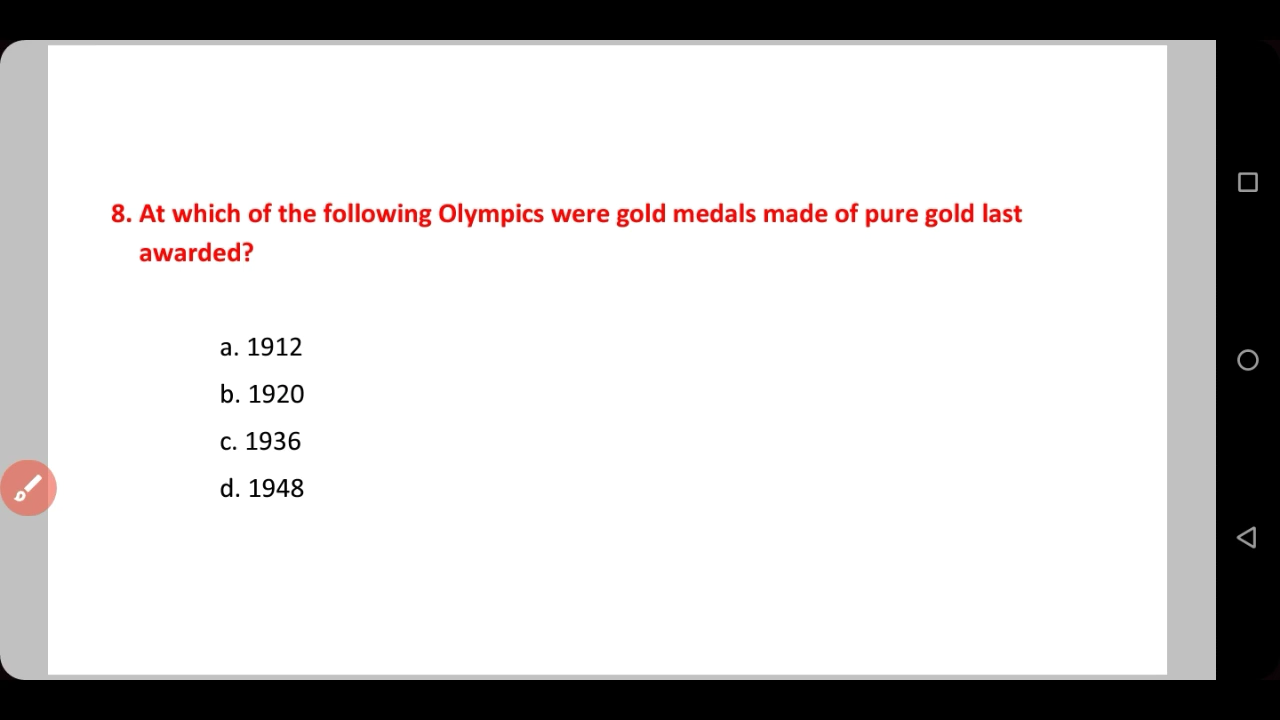 8. At which of the following Olympics were gold medals made of pure gold last
awarded?
a. 1912
b. 1920
c. 1936
d. 1948